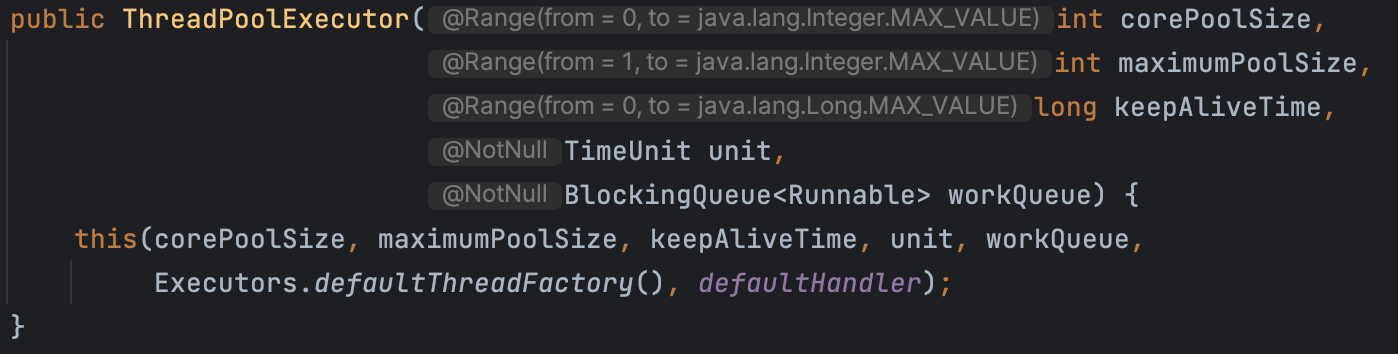 public ThreadPoolExecutor( @Range(from = 0, to = java.lang.Integer.MAX_VALUE) int corePoolSize,
@Range(from = 1, to = java.lang.Integer.MAX_VALUE) int maximumPoolSize,
@Range(from = 0, to = java.lang.Long.MAX_VALUE) long keepAliveTime,
@NotNull TimeUnit unit,
@NotNull BlockingQueue<Runnable> workQueue) {
this(corePoolSize, maximumPoolSize, keepAliveTime, unit, workQueue,
Executors.defaultThreadFactory(), defaultHandler);
}